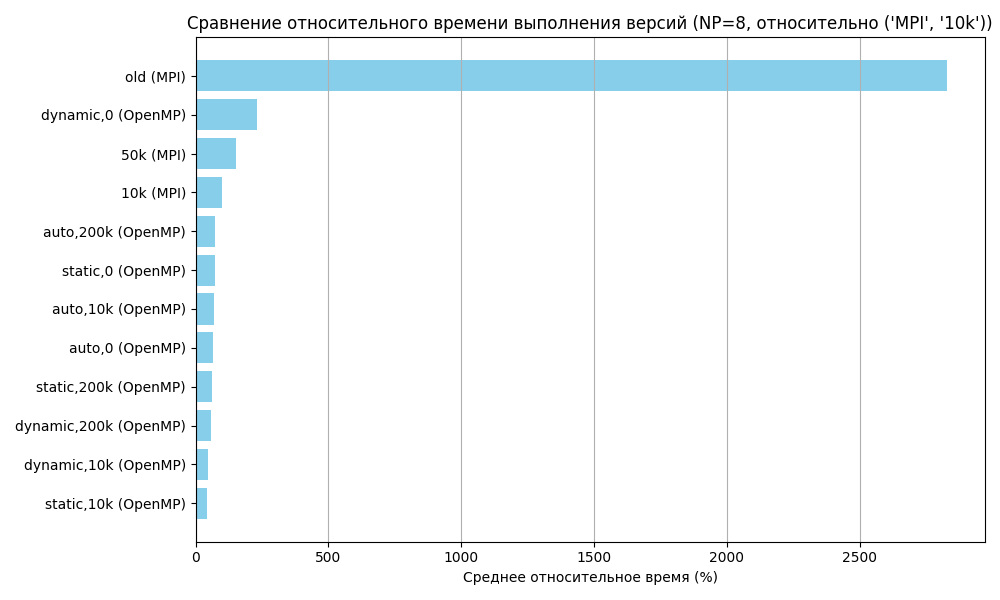 Сравнение относительного времени выполнения версий (NP=8, относительно ('MPI', '10k'))
old (MPI)
dynamic,0 (OpenMP)
50k (MPI)
10k (MPI)
auto,200k (OpenMP)
static,0 (OpenMP)
auto,10k (OpenMP)
auto,0 (OpenMP)
static,200k (OpenMP)
dynamic,200k (OpenMP)
dynamic,10k (OpenMP)
static,10k (OpenMP)
0 500 1000 1500 2000 2500
Среднее относительное время (%)